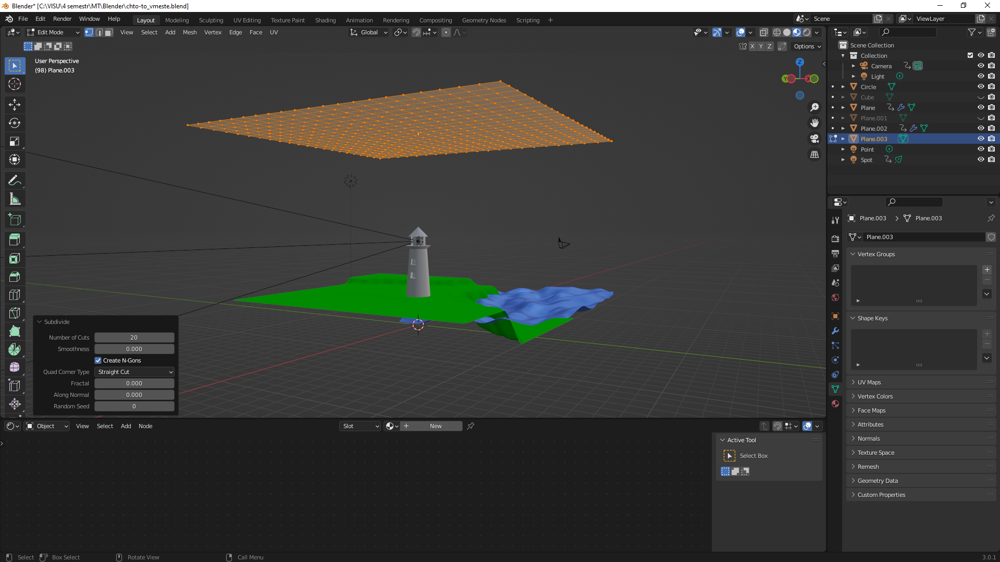 Blender* [C:\VISU\4 semestr\MT\Blender\chto-to_vmeste.blend]
File Edit Render Window Help Layout Modeling Sculpting UV Editing Texture Paint Shading Animation Rendering Compositing Geometry Nodes Scripting + Scene ViewLayer
Edit Mode View Select Add Mesh Vertex Edge Face UV Global
X Y Z Options
User Perspective
(98) Plane.003
Z
Y X
Scene Collection
Collection
Camera
Light
Circle
Cube
Plane
Plane.001
Plane.002
Plane.003
Point
Spot
Plane.003 > Plane.003
Plane.003
Vertex Groups
Shape Keys
UV Maps
Vertex Colors
Face Maps
Attributes
Normals
Texture Space
Remesh
Geometry Data
Custom Properties
Subdivide
Number of Cuts 20
Smoothness 0.000
Create N-Gons
Quad Corner Type Straight Cut
Fractal 0.000
Along Normal 0.000
Random Seed 0
Object View Select Add Node Slot + New
Active Tool
Select Box
Select Box Select Rotate View Call Menu 3.0.1